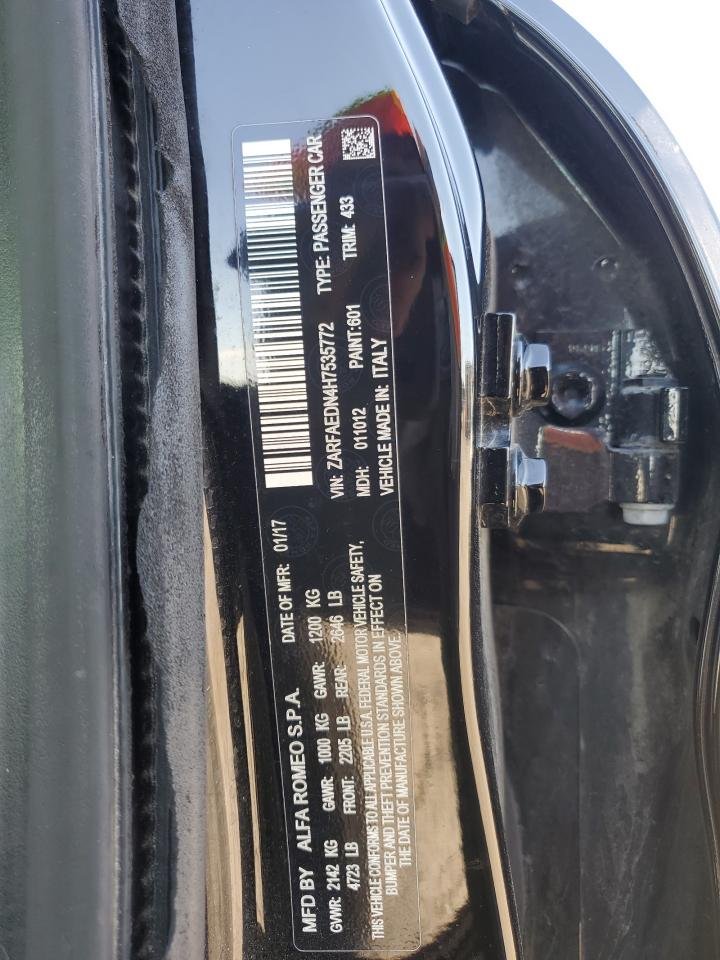 MFD BY ALFA ROMEO S.P.A. DATE OF MFR: 01/17
GVWR: 2142 KG GAWR: 1000 KG GAWR: 1200 KG
4723 LB FRONT: 2205 LB REAR: 2646 LB
THIS VEHICLE CONFORMS TO ALL APPLICABLE U.S.A. FEDERAL MOTOR VEHICLE SAFETY,
BUMPER AND THEFT PREVENTION STANDARDS IN EFFECT ON
THE DATE OF MANUFACTURE SHOWN ABOVE.
VIN: ZARFAEDN4H7535772 TYPE: PASSENGER CAR
MDH: 011012 PAINT:601 TRIM: 433
VEHICLE MADE IN: ITALY